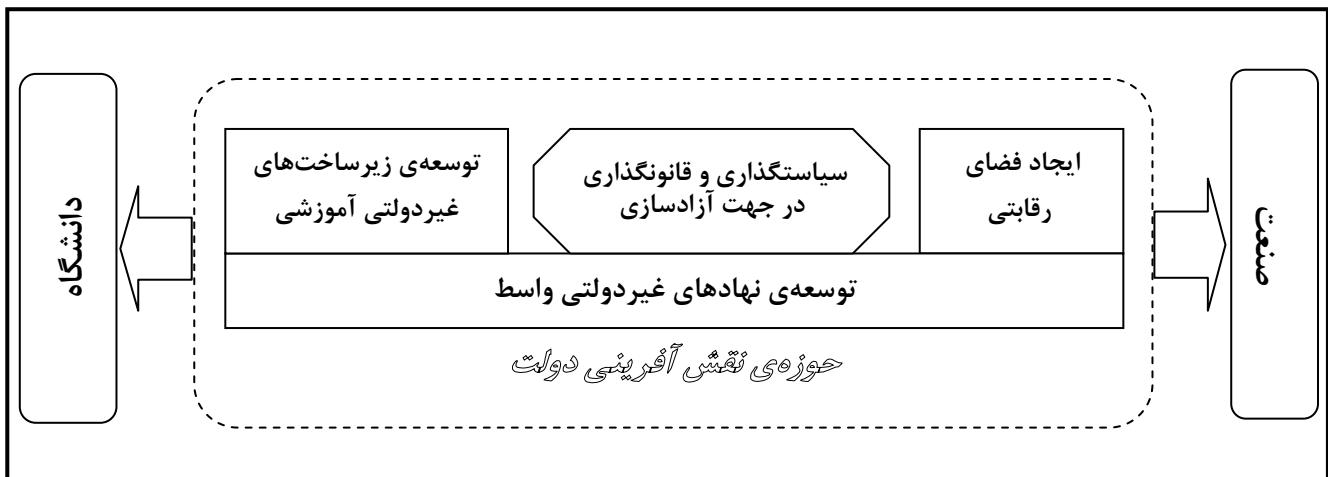 صنعت
ایجاد فضای
رقابتی
سیاستگذاری و قانونگذاری
در جهت آزادسازی
توسعه‌ی زیرساخت‌های
غیردولتی آموزشی
توسعه‌ی نهادهای غیردولتی واسط
حوزه‌ی نقش آفرینی دولت
دانشگاه